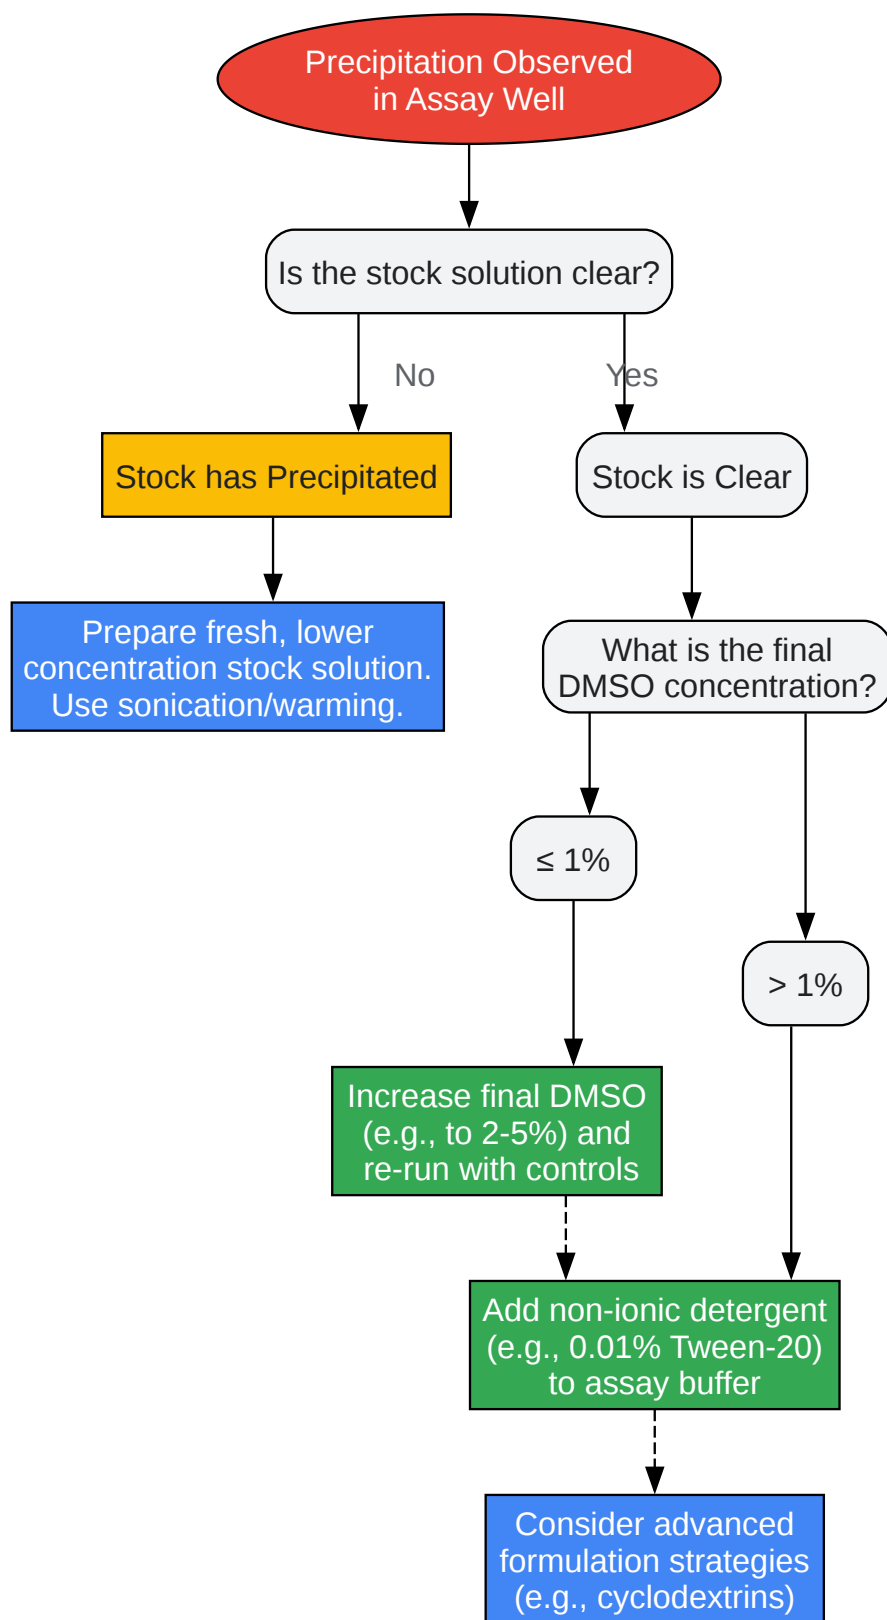 Precipitation Observed
in Assay Well
Is the stock solution clear?
No
Yes
Stock has Precipitated
Stock is Clear
Prepare fresh, lower
concentration stock solution.
Use sonication/warming.
What is the final
DMSO concentration?
≤ 1%
> 1%
Increase final DMSO
(e.g., to 2-5%) and
re-run with controls
Add non-ionic detergent
(e.g., 0.01% Tween-20)
to assay buffer
Consider advanced
formulation strategies
(e.g., cyclodextrins)